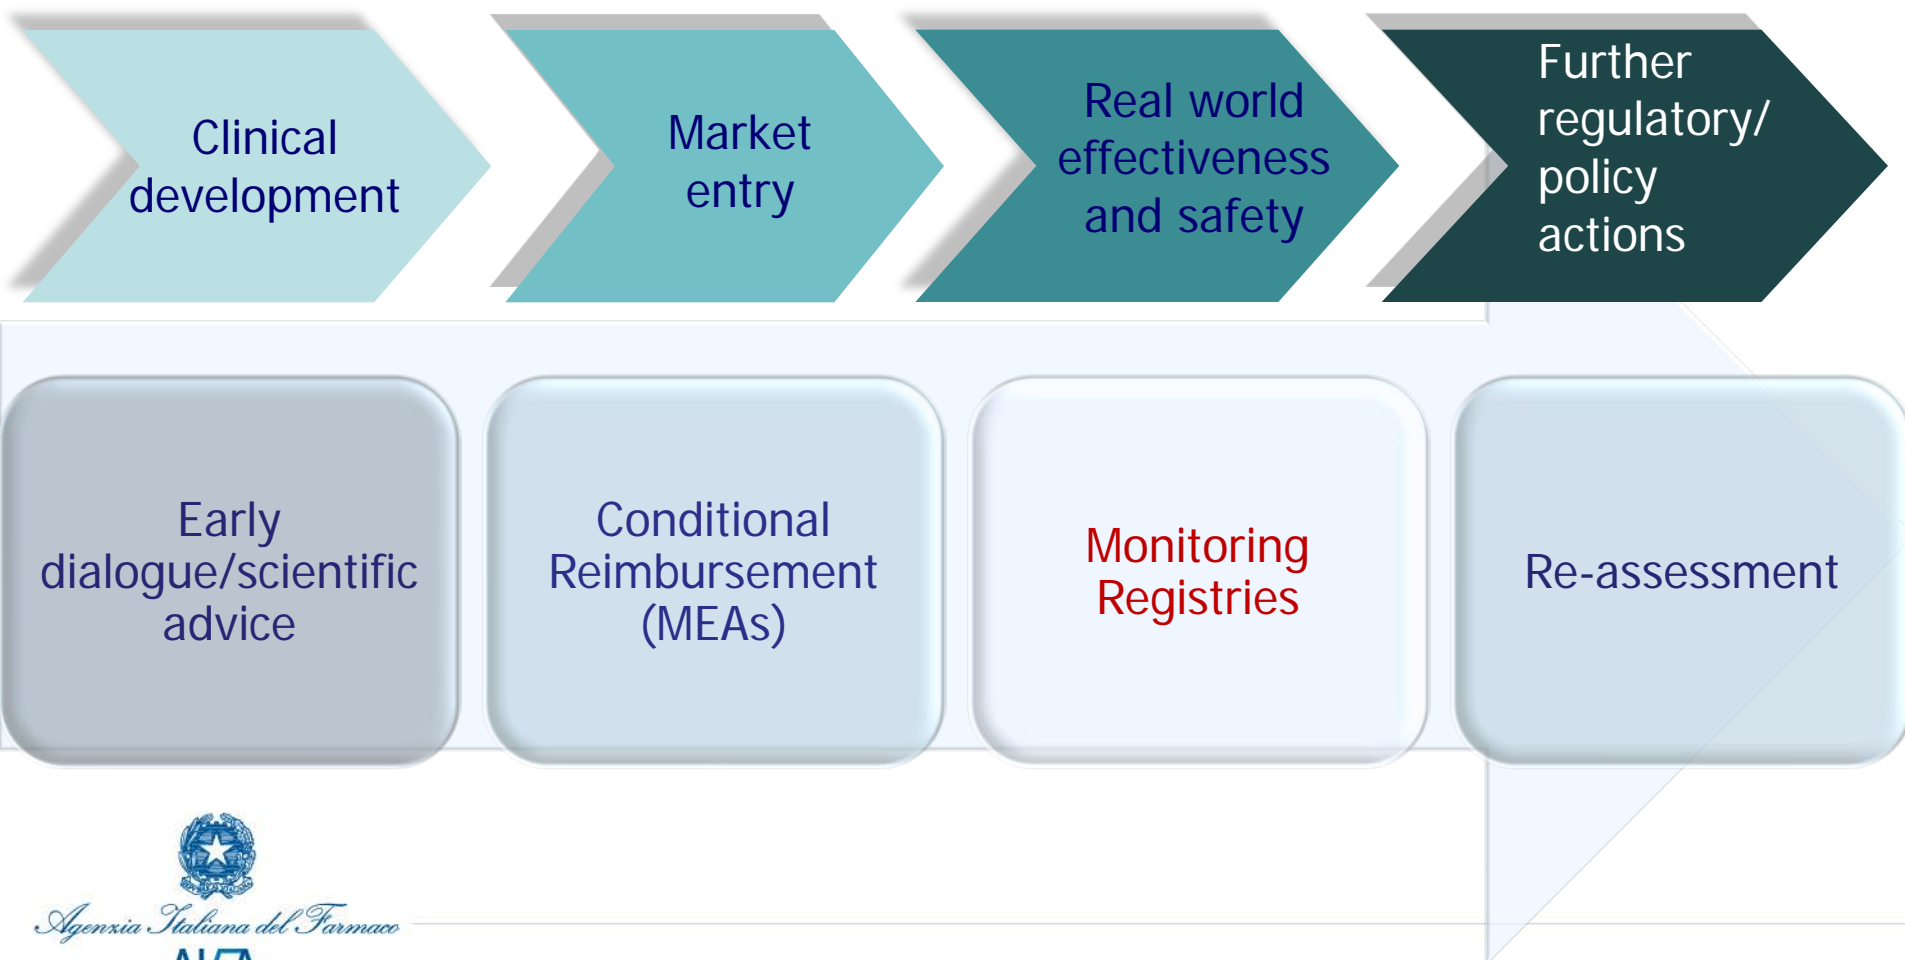 Clinical
development
Market
entry
Real world
effectiveness
and safety
Further
regulatory/
policy
actions
Early
dialogue/scientific
advice
Conditional
Reimbursement
(MEAs)
Monitoring
Registries
Re-assessment
Agenzia Italiana del Farmaco